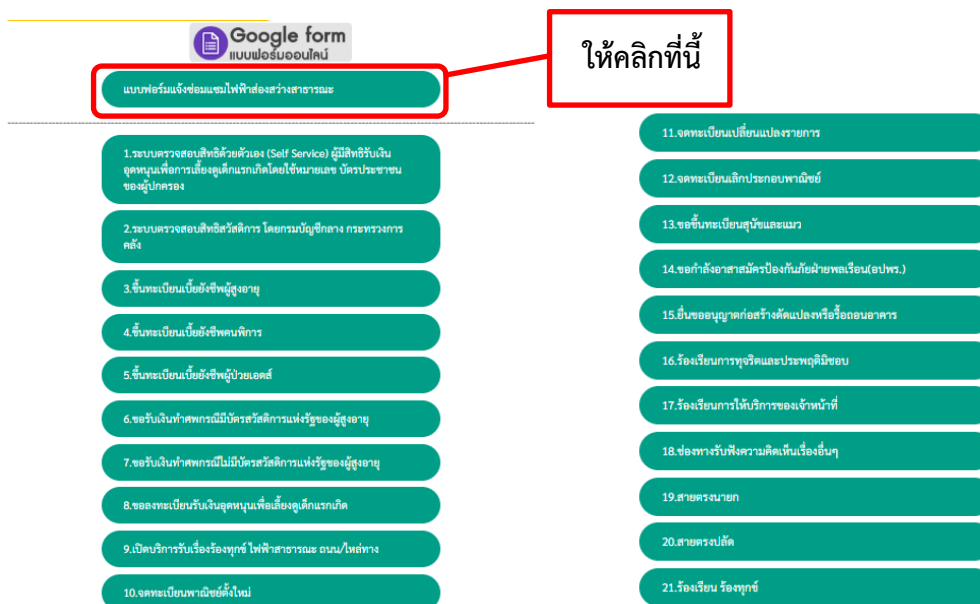 Google form
แบบฟอร์มออนไลน์
ให้คลิกที่นี้
แบบฟอร์มแจ้งซ่อมแซมไฟฟ้าส่องสว่างสาธารณะ
1.ระบบตรวจสอบสิทธิด้วยตัวเอง (Self Service) ผู้มีสิทธิรับเงิน
อุดหนุนเพื่อการเลี้ยงดูเด็กแรกเกิดโดยใช้หมายเลข บัตรประชาชน
ของผู้ปกครอง
2.ระบบตรวจสอบสิทธิสวัสดิการ โดยกรมบัญชีกลาง กระทรวงการ
คลัง
3.ขึ้นทะเบียนเบี้ยยังชีพผู้สูงอายุ
4.ขึ้นทะเบียนเบี้ยยังชีพคนพิการ
5.ขึ้นทะเบียนเบี้ยยังชีพผู้ป่วยเอดส์
6.ขอรับเงินทำศพกรณีมีบัตรสวัสดิการแห่งรัฐของผู้สูงอายุ
7.ขอรับเงินทำศพกรณีไม่มีบัตรสวัสดิการแห่งรัฐของผู้สูงอายุ
8.ขอลงทะเบียนรับเงินอุดหนุนเพื่อเลี้ยงดูเด็กแรกเกิด
9.เปิดบริการรับเรื่องร้องทุกข์ ไฟฟ้าสาธารณะ ถนน/ไหล่ทาง
10.จดทะเบียนพาณิชย์ตั้งใหม่
11.จดทะเบียนเปลี่ยนแปลงรายการ
12.จดทะเบียนเลิกประกอบพาณิชย์
13.ขอขึ้นทะเบียนสุนัขและแมว
14.ขอกำลังอาสาสมัครป้องกันภัยฝ่ายพลเรือน(อปพร.)
15.ยื่นขออนุญาตก่อสร้างดัดแปลงหรือรื้อถอนอาคาร
16.ร้องเรียนการทุจริตและประพฤติมิชอบ
17.ร้องเรียนการให้บริการของเจ้าหน้าที่
18.ช่องทางรับฟังความคิดเห็นเรื่องอื่นๆ
19.สายตรงนายก
20.สายตรงปลัด
21.ร้องเรียน ร้องทุกข์